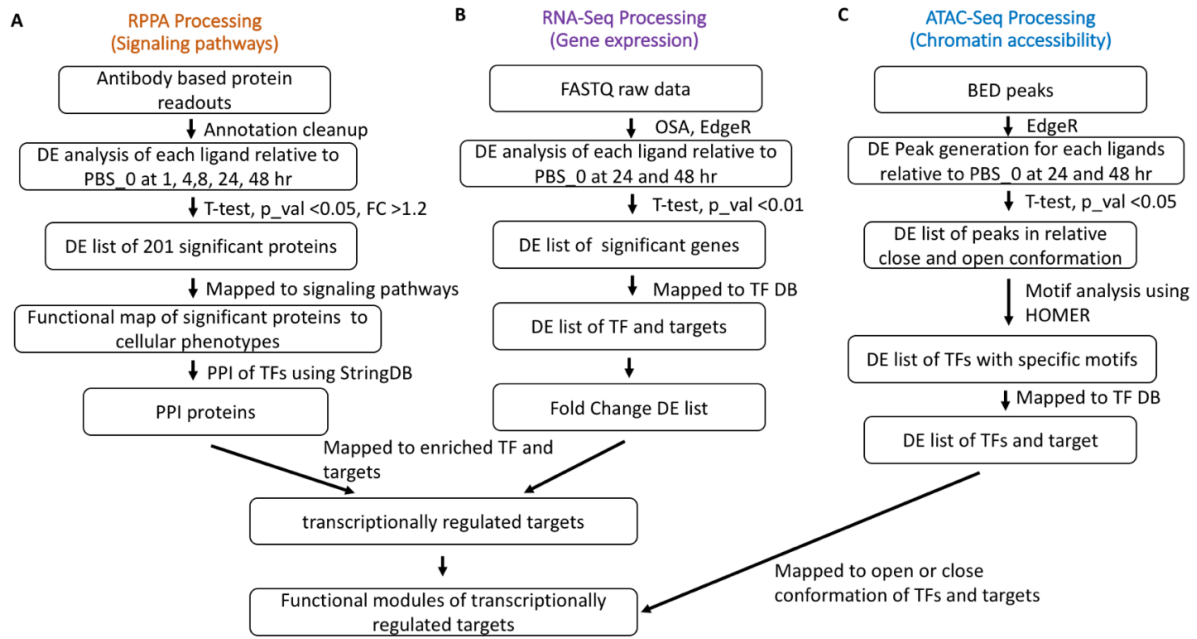 A
RPPA Processing
(Signaling pathways)
Antibody based protein
readouts
Annotation cleanup
DE analysis of each ligand relative to
PBS_0 at 1, 4,8, 24, 48 hr
T-test, p_val <0.05, FC >1.2
DE list of 201 significant proteins
Mapped to signaling pathways
Functional map of significant proteins to
cellular phenotypes
PPI of TFs using StringDB
PPI proteins
B
RNA-Seq Processing
(Gene expression)
FASTQ raw data
OSA, EdgeR
DE analysis of each ligand relative to
PBS_0 at 24 and 48 hr
T-test, p_val <0.01
DE list of significant genes
Mapped to TF DB
DE list of TF and targets
Fold Change DE list
C
ATAC-Seq Processing
(Chromatin accessibility)
BED peaks
EdgeR
DE Peak generation for each ligands
relative to PBS_0 at 24 and 48 hr
T-test, p_val <0.05
DE list of peaks in relative
close and open conformation
Motif analysis using
HOMER
DE list of TFs with specific motifs
Mapped to TF DB
DE list of TFs and target
Mapped to enriched TF and
targets
transcriptionally regulated targets
Mapped to open or close
conformation of TFs and targets
Functional modules of transcriptionally
regulated targets